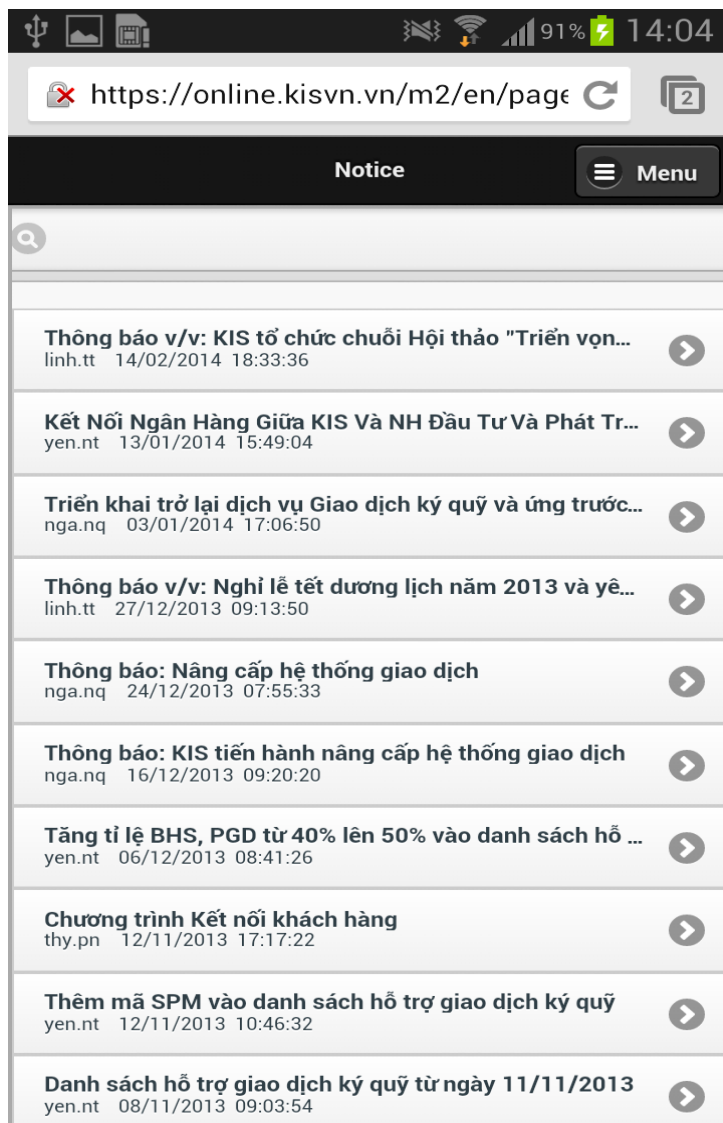 91% 14:04
https://online.kisvn.vn/m2/en/page 2
Notice Menu
Thông báo v/v: KIS tổ chức chuỗi Hội thảo "Triển vọn...
linh.tt 14/02/2014 18:33:36
Kết Nối Ngân Hàng Giữa KIS Và NH Đầu Tư Và Phát Tr...
yen.nt 13/01/2014 15:49:04
Triển khai trở lại dịch vụ Giao dịch ký quỹ và ứng trước...
nga.nq 03/01/2014 17:06:50
Thông báo v/v: Nghỉ lễ tết dương lịch năm 2013 và yê...
linh.tt 27/12/2013 09:13:50
Thông báo: Nâng cấp hệ thống giao dịch
nga.nq 24/12/2013 07:55:33
Thông báo: KIS tiến hành nâng cấp hệ thống giao dịch
nga.nq 16/12/2013 09:20:20
Tăng tỉ lệ BHS, PGD từ 40% lên 50% vào danh sách hỗ ...
yen.nt 06/12/2013 08:41:26
Chương trình Kết nối khách hàng
thy.pn 12/11/2013 17:17:22
Thêm mã SPM vào danh sách hỗ trợ giao dịch ký quỹ
yen.nt 12/11/2013 10:46:32
Danh sách hỗ trợ giao dịch ký quỹ từ ngày 11/11/2013
yen.nt 08/11/2013 09:03:54